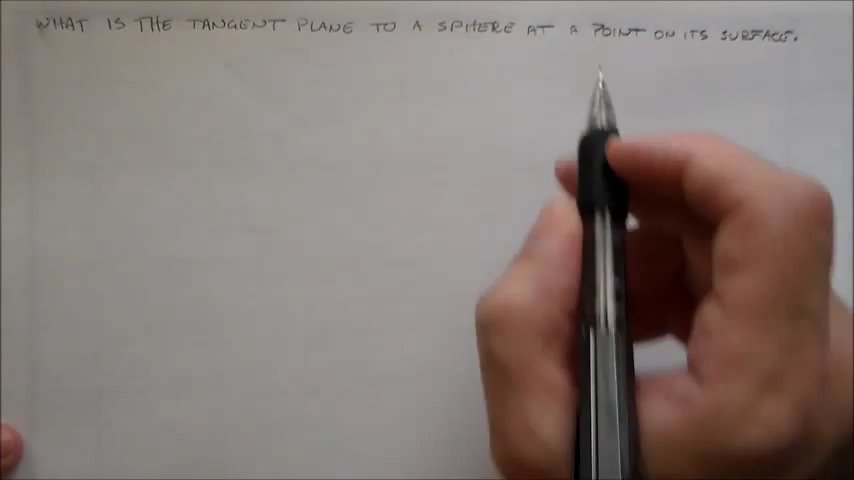 WHAT IS THE TANGENT PLANE TO A SPHERE AT A POINT ON ITS SURFACE.